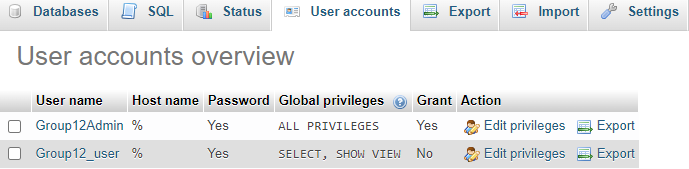 Databases SQL Status User accounts Export Import Settings
User accounts overview
User name Host name Password Global privileges Grant Action
Group12Admin % Yes ALL PRIVILEGES Yes Edit privileges Export
Group12_user % Yes SELECT, SHOW VIEW No Edit privileges Export